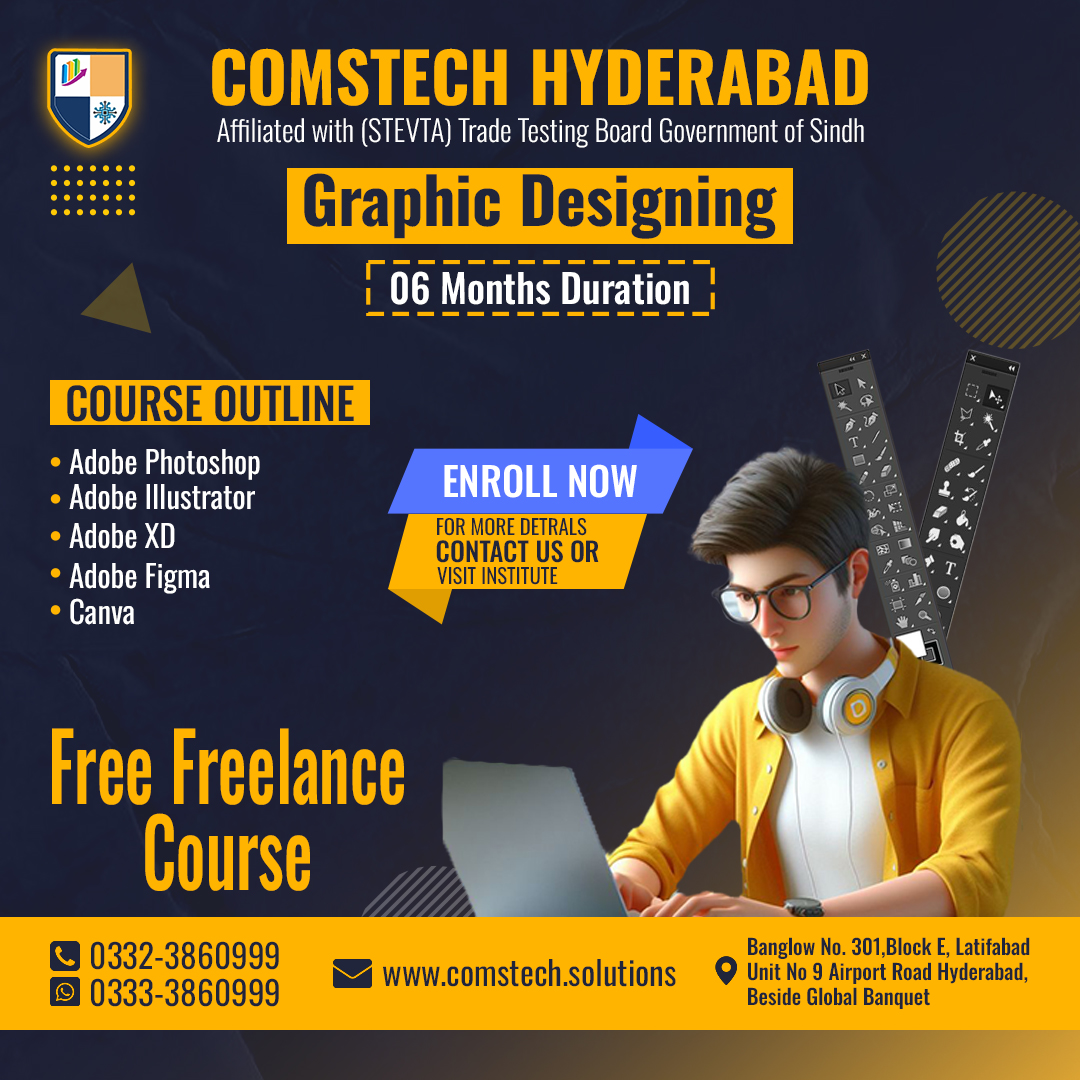 COMSTECH HYDERABAD
Affiliated with (STEVTA) Trade Testing Board Government of Sindh
Graphic Designing
06 Months Duration
COURSE OUTLINE
• Adobe Photoshop
• Adobe Illustrator
• Adobe XD
• Adobe Figma
• Canva
ENROLL NOW
FOR MORE DETRALS
CONTACT US OR
VISIT INSTITUTE
D
Free Freelance
Course
0332-3860999
0333-3860999
www.comstech.solutions
Banglow No. 301,Block E, Latifabad
Unit No 9 Airport Road Hyderabad,
Beside Global Banquet